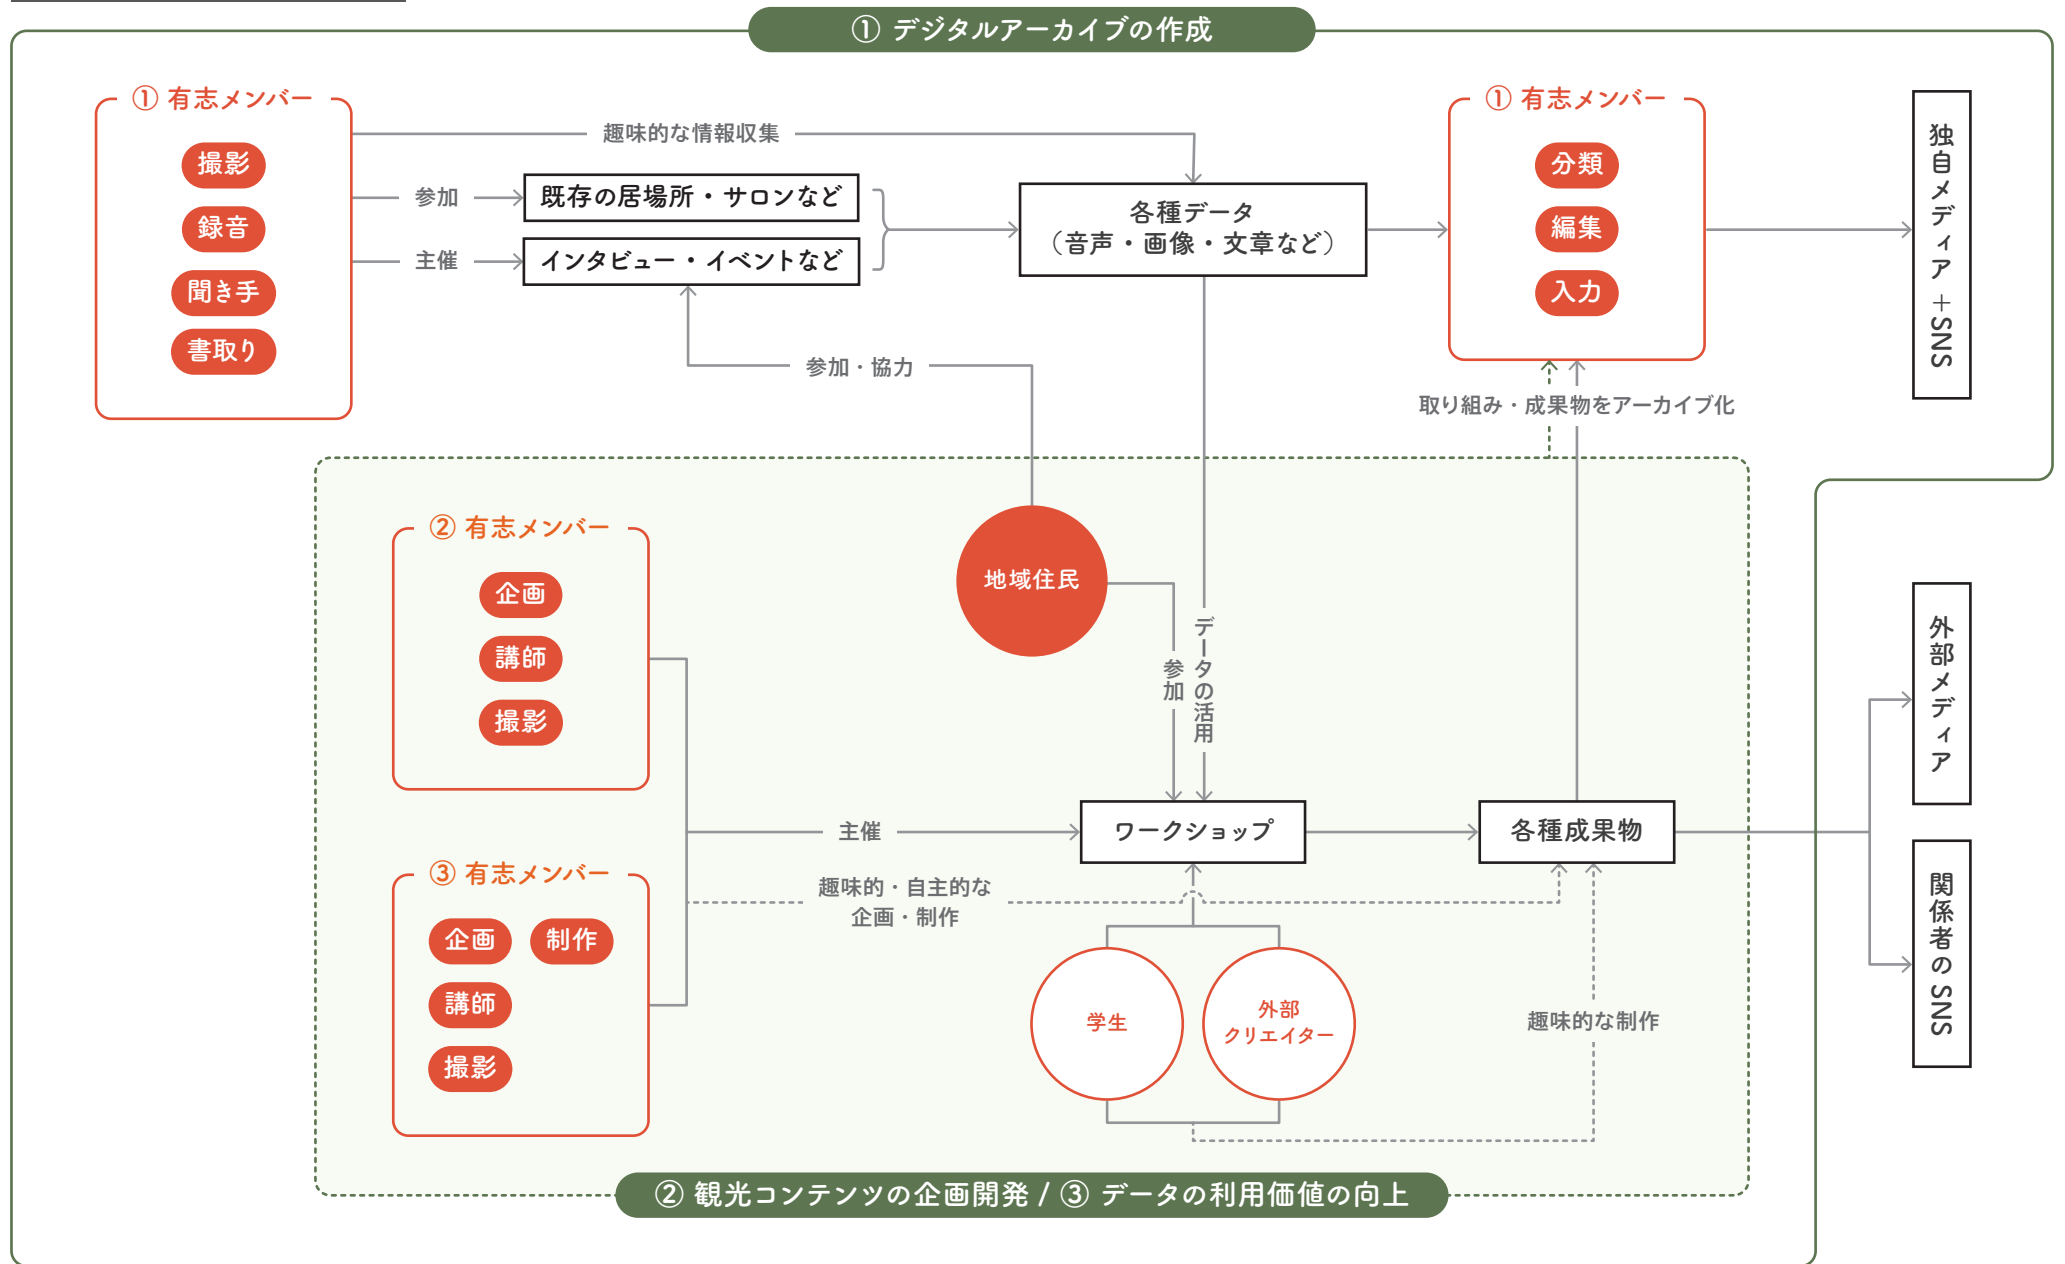 ① デジタルアーカイブの作成
① 有志メンバー
撮影
録音
聞き手
書取り
趣味的な情報収集
参加
既存の居場所・サロンなど
主催
インタビュー・イベントなど
各種データ
（音声・画像・文章など）
① 有志メンバー
分類
編集
入力
独自メディア+SNS
参加・協力
取り組み・成果物をアーカイブ化
② 有志メンバー
企画
講師
撮影
地域住民
参加
データの活用
外部メディア
主催
ワークショップ
各種成果物
③ 有志メンバー
企画
制作
講師
撮影
趣味的・自主的な
企画・制作
学生
外部
クリエイター
趣味的な制作
関係者の SNS
② 観光コンテンツの企画開発 / ③ データの利用価値の向上